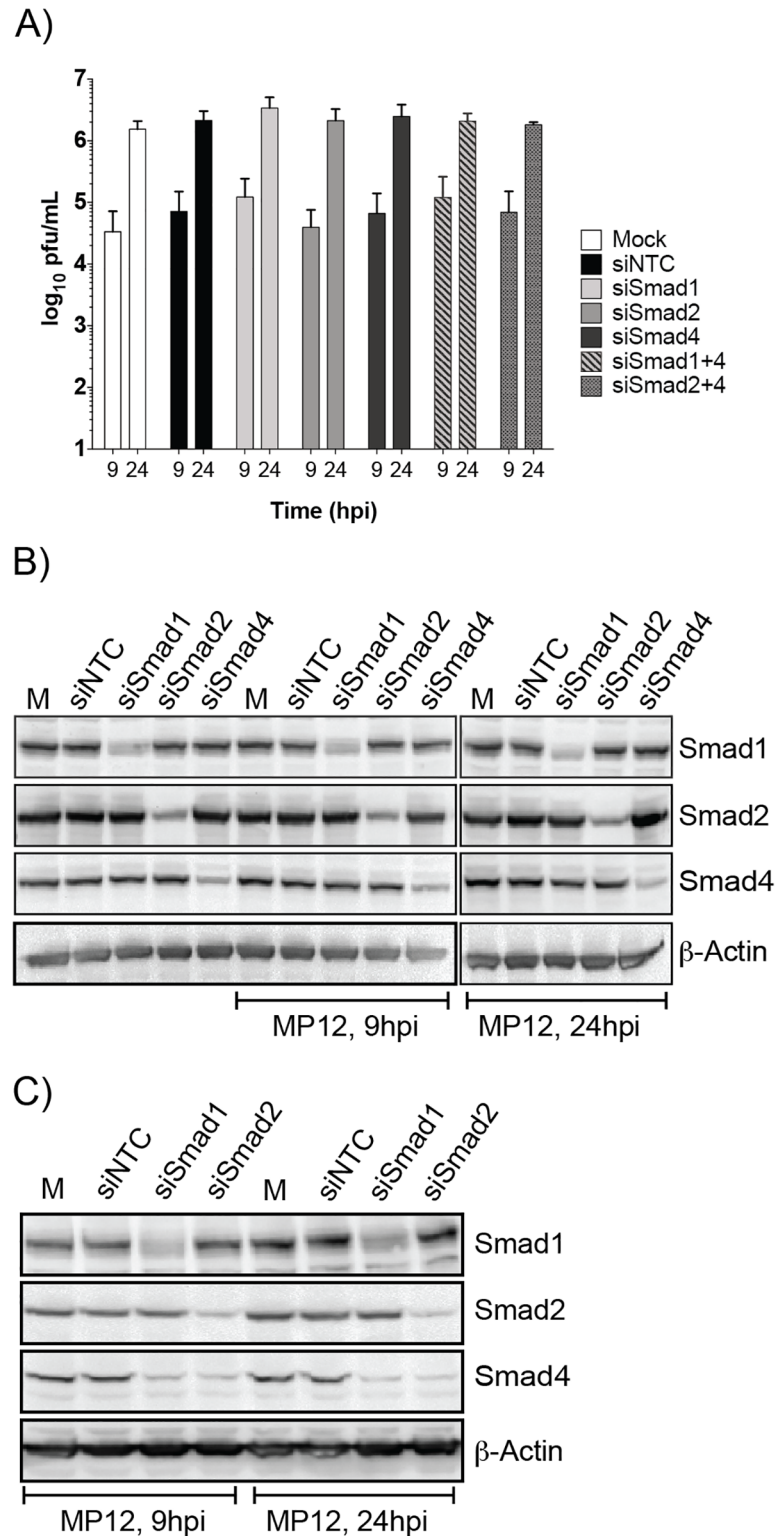 A)
7
6
5
4
3
2
1
log10 pfu/mL
9 24 9 24 9 24 9 24 9 24 9 24 9 24
Time (hpi)
Mock
siNTC
siSmad1
siSmad2
siSmad4
siSmad1+4
siSmad2+4
B)
M siNTC siSmad1 siSmad2 siSmad4 M siNTC siSmad1 siSmad2 siSmad4 M siNTC siSmad1 siSmad2 siSmad4
Smad1
Smad2
Smad4
β-Actin
MP12, 9hpi MP12, 24hpi
C)
M siNTC siSmad1 siSmad2 M siNTC siSmad1 siSmad2
Smad1
Smad2
Smad4
β-Actin
MP12, 9hpi MP12, 24hpi